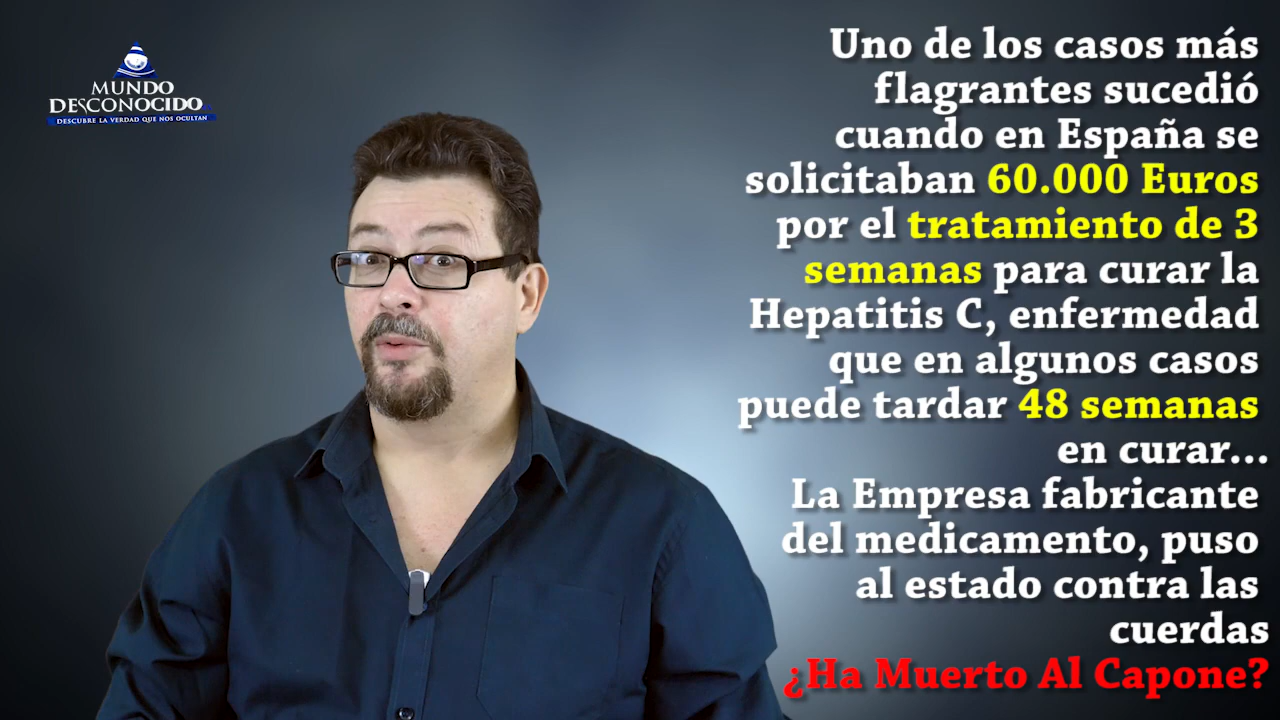 MUNDO
DESCONOCIDO
DESCUBRE LA VERDAD QUE NOS OCULTAN
Uno de los casos más
flagrantes sucedió
cuando en España se
solicitaban 60.000 Euros
por el tratamiento de 3
semanas para curar la
Hepatitis C, enfermedad
que en algunos casos
puede tardar 48 semanas
en curar...
La Empresa fabricante
del medicamento, puso
al estado contra las
cuerdas
¿Ha Muerto Al Capone?